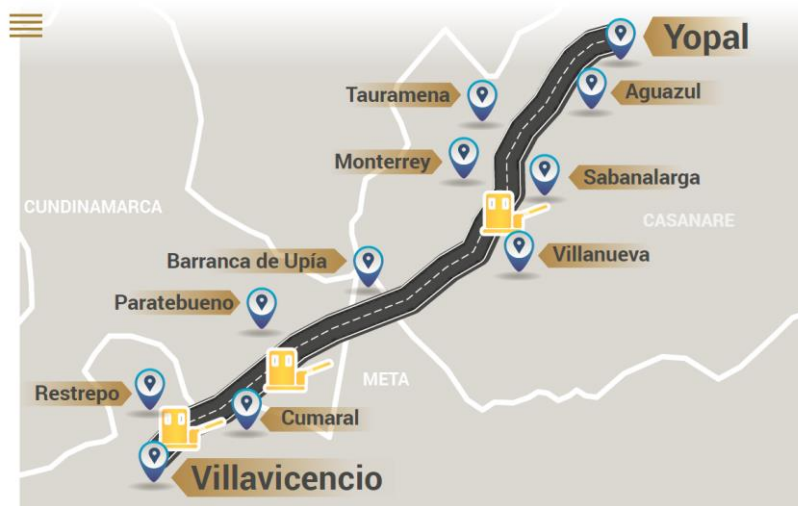 Yopal
Tauramena
Aguazul
Monterrey
Sabanalarga
CUNDINAMARCA
CASANARE
Barranca de Upía
Villanueva
Paratebueno
META
Restrepo
Cumaral
Villavicencio